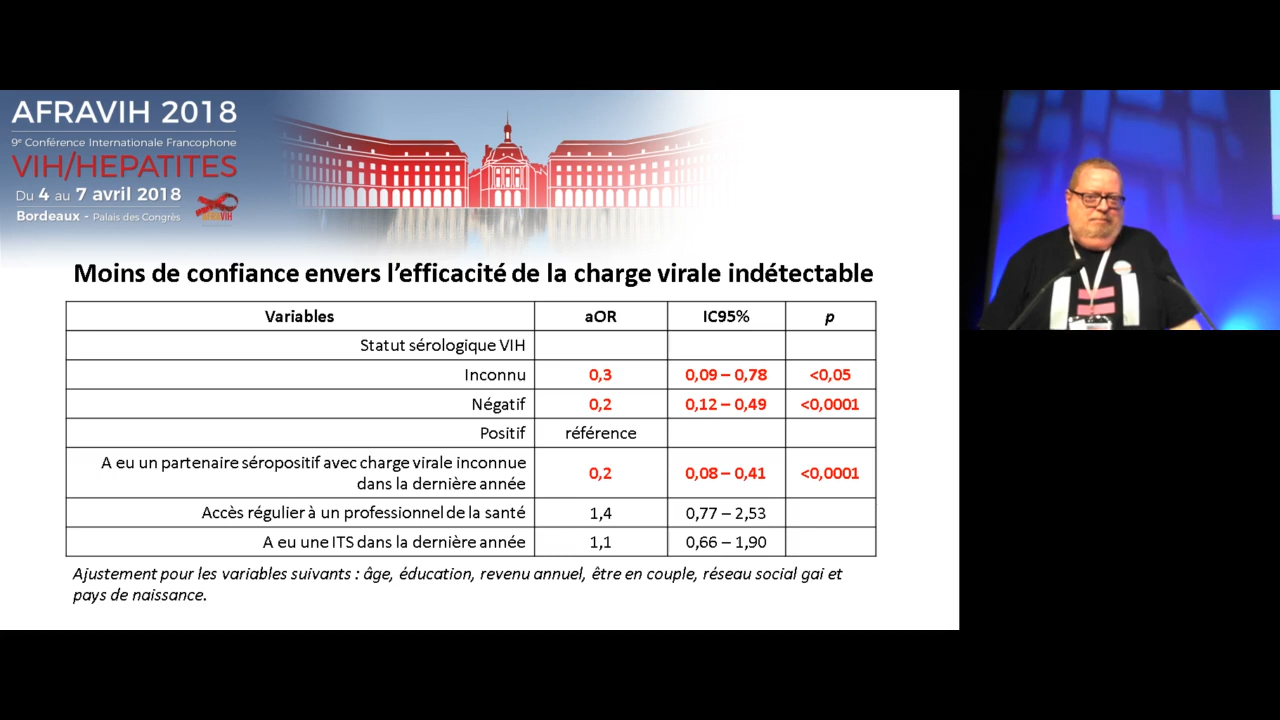 AFRAVIH 2018
9e Conférence Internationale Francophone
VIH/HEPATITES
Du 4 au 7 avril 2018
Bordeaux - Palais des Congrès
AFRAVIH
Moins de confiance envers l’efficacité de la charge virale indétectable
Variables aOR IC95% p
Statut sérologique VIH
Inconnu 0,3 0,09 – 0,78 <0,05
Négatif 0,2 0,12 – 0,49 <0,0001
Positif référence
A eu un partenaire séropositif avec charge virale inconnue
dans la dernière année 0,2 0,08 – 0,41 <0,0001
Accès régulier à un professionnel de la santé 1,4 0,77 – 2,53
A eu une ITS dans la dernière année 1,1 0,66 – 1,90
Ajustement pour les variables suivants : âge, éducation, revenu annuel, être en couple, réseau social gai et
pays de naissance.